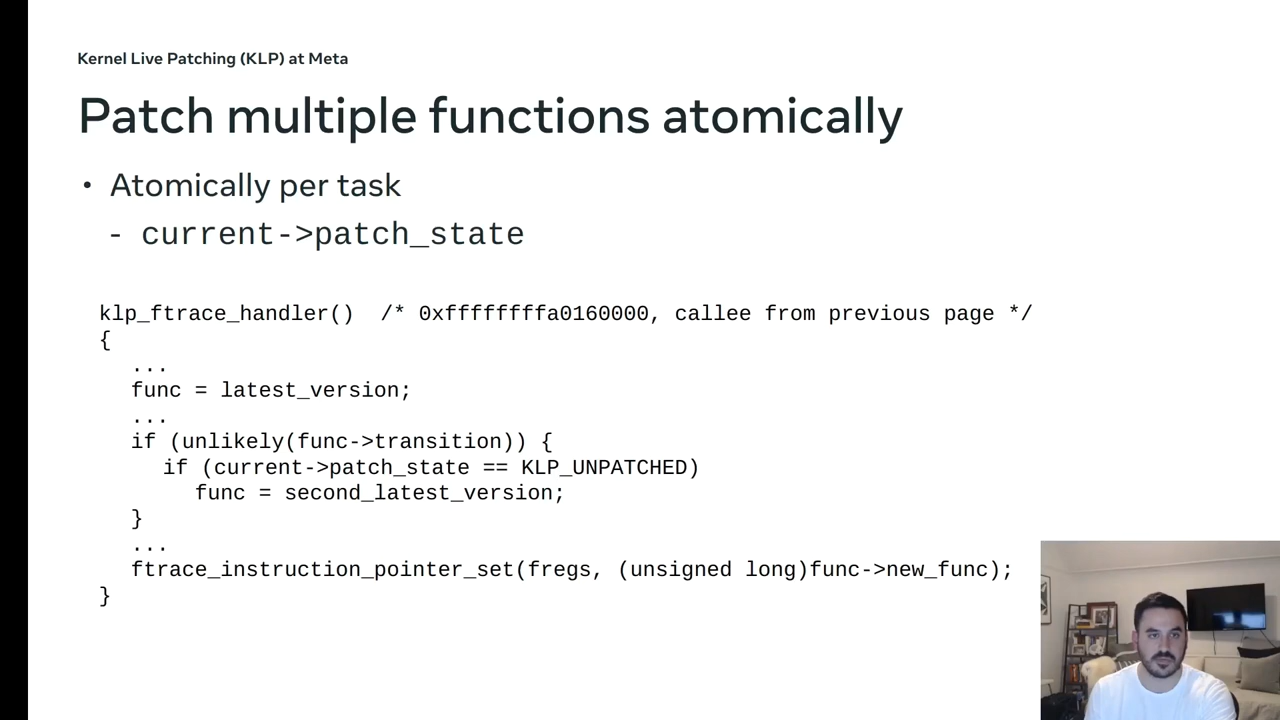 Kernel Live Patching (KLP) at Meta
Patch multiple functions atomically
• Atomically per task
- current->patch_state
klp_ftrace_handler()  /* 0xffffffffa0160000, callee from previous page */
{
...
func = latest_version;
...
if (unlikely(func->transition)) {
if (current->patch_state == KLP_UNPATCHED)
func = second_latest_version;
}
...
ftrace_instruction_pointer_set(fregs, (unsigned long)func->new_func);
}